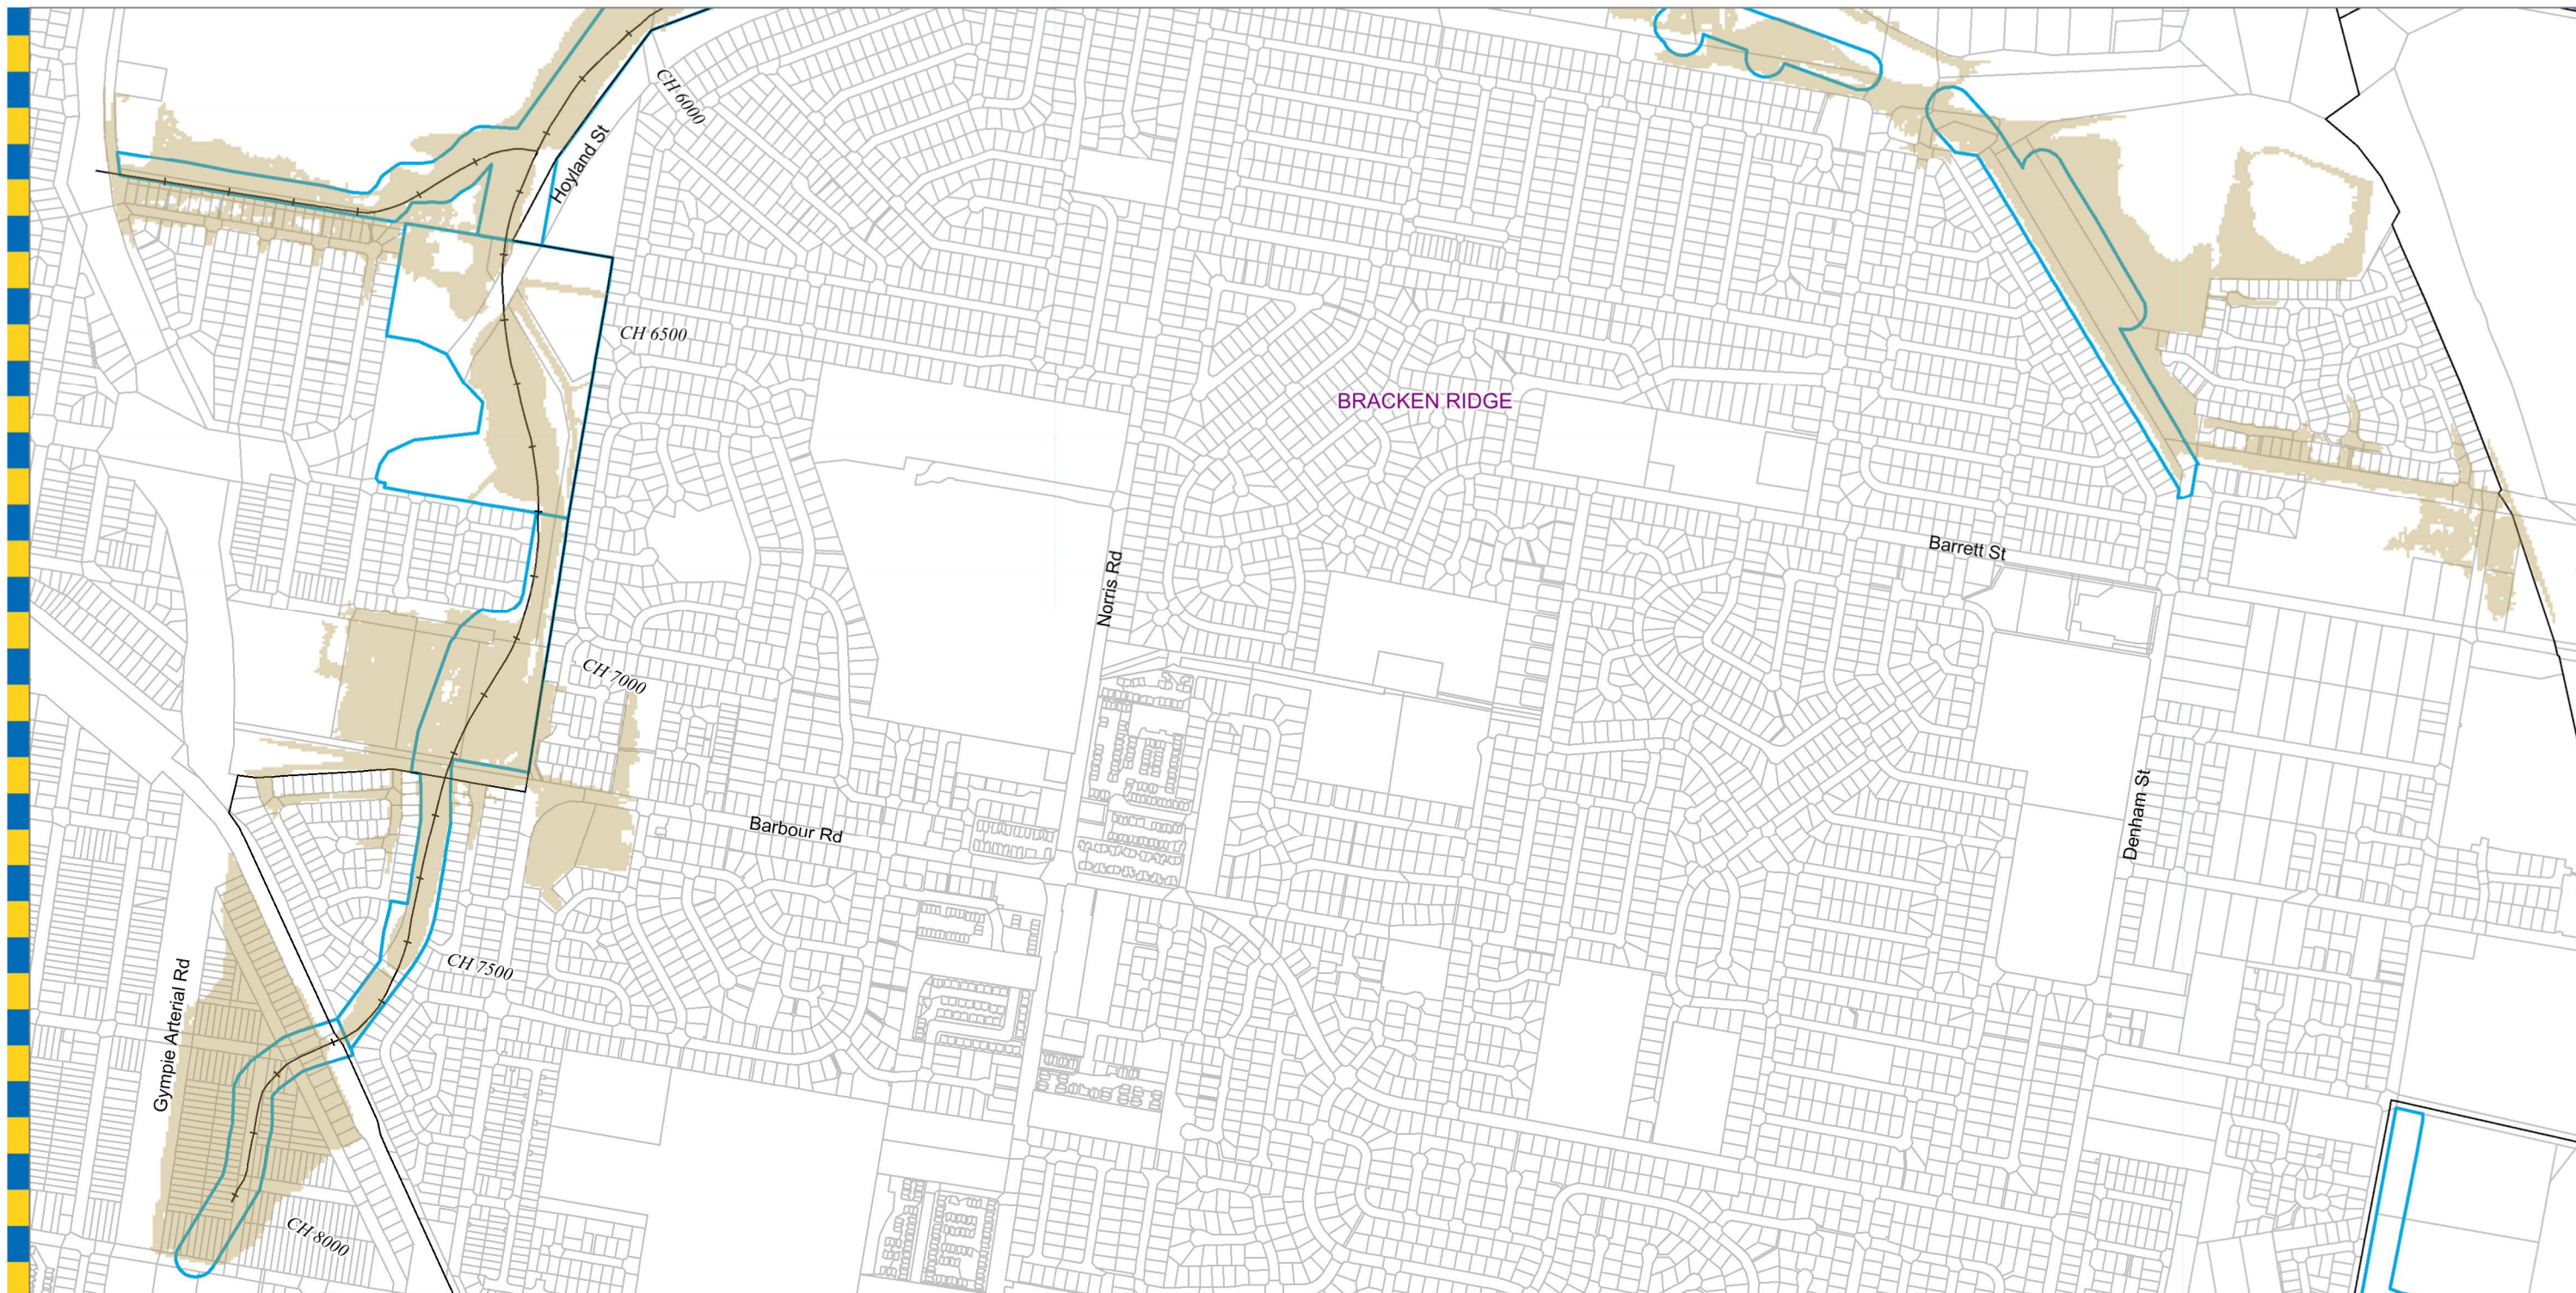 CH 6000
Hoyland St
CH 6500
BRACKEN RIDGE
Barrett St
Norris Rd
CH 7000
Barbour Rd
Denham St
CH 7500
Gympie Arterial Rd
CH 8000